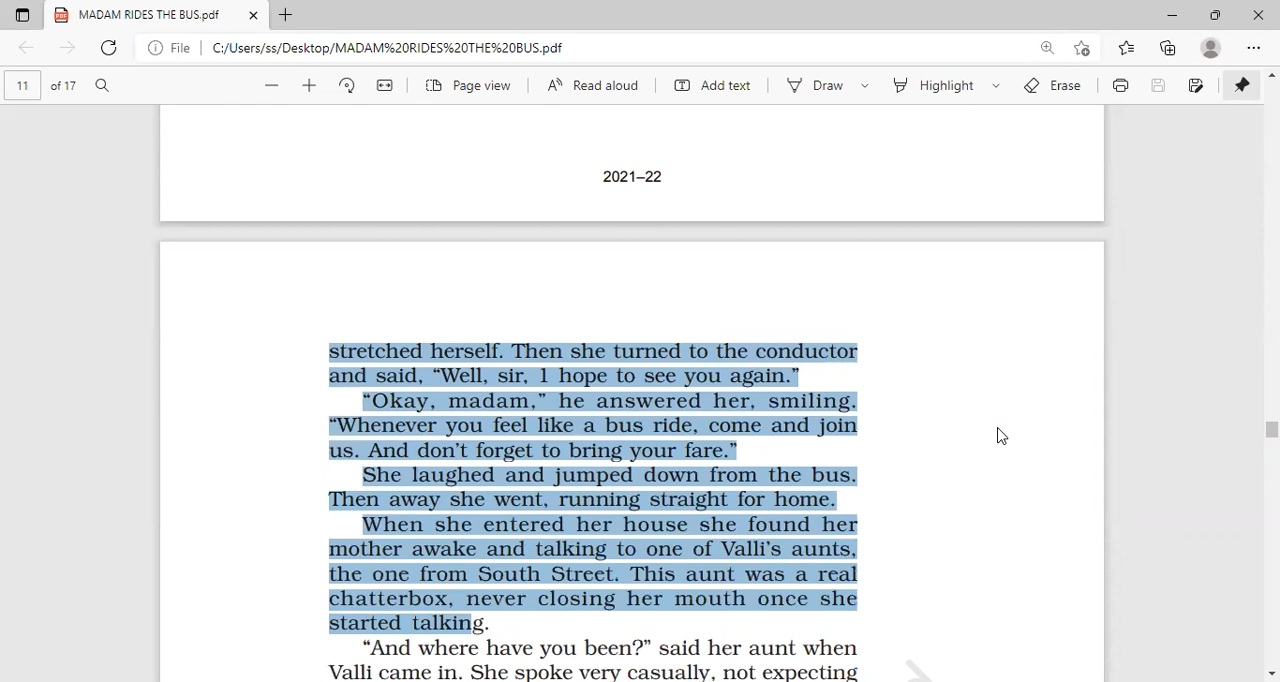 MADAM RIDES THE BUS.pdf
File C:/Users/ss/Desktop/MADAM%20RIDES%20THE%20BUS.pdf
11 of 17 Page view Read aloud Add text Draw Highlight Erase
2021–22
stretched herself. Then she turned to the conductor
and said, “Well, sir, 1 hope to see you again.”
“Okay, madam,” he answered her, smiling.
“Whenever you feel like a bus ride, come and join
us. And don’t forget to bring your fare.”
She laughed and jumped down from the bus.
Then away she went, running straight for home.
When she entered her house she found her
mother awake and talking to one of Valli’s aunts,
the one from South Street. This aunt was a real
chatterbox, never closing her mouth once she
started talking.
“And where have you been?” said her aunt when
Valli came in. She spoke very casually, not expecting